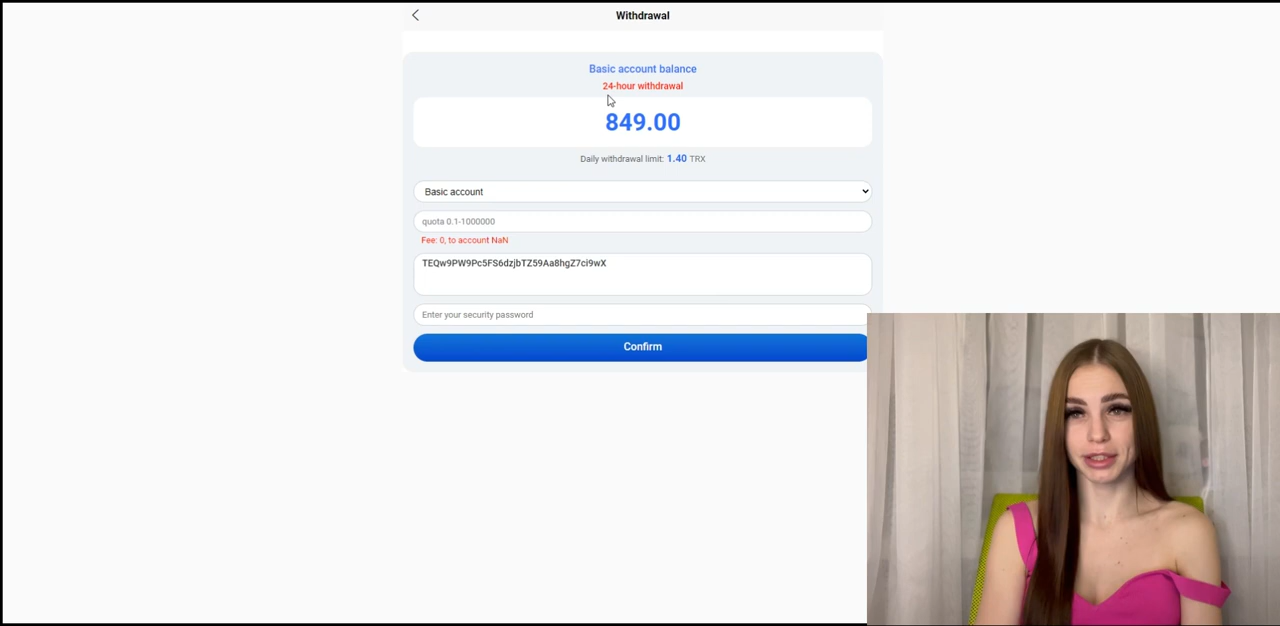 Withdrawal
Basic account balance
24-hour withdrawal
849.00
Daily withdrawal limit: 1.40 TRX
Basic account
quota 0.1-1000000
Fee: 0, to account NaN
TEQw9PW9Pc5FS6dzjbTZ59Aa8hgZ7ci9wX
Enter your security password
Confirm